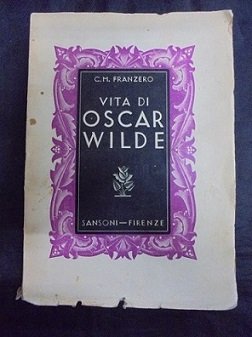 C. M. FRANZERO
VITA DI
OSCAR
WILDE
SANSONI—FIRENZE